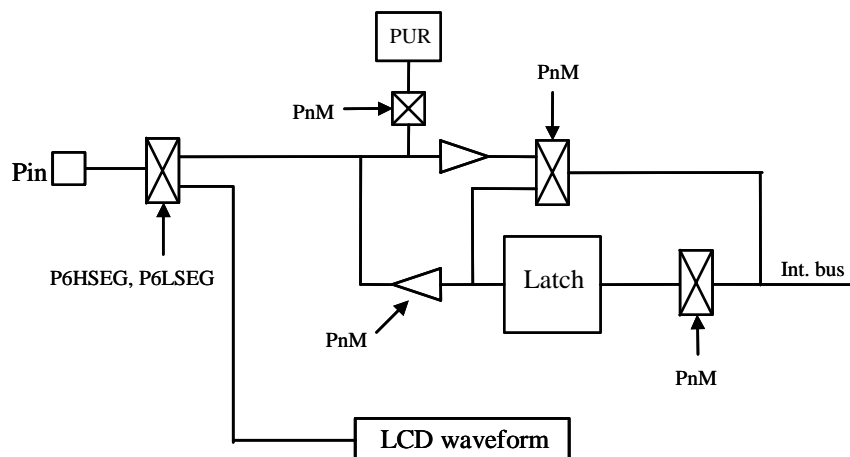 PUR
PnM
PnM
Pin
P6HSEG, P6LSEG
Latch
Int. bus
PnM
PnM
LCD waveform